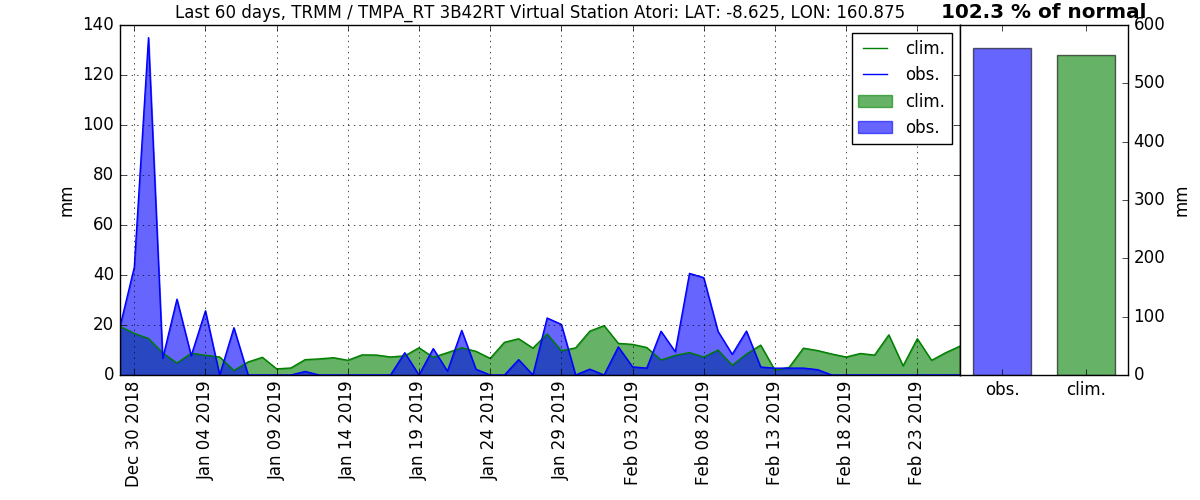 Last 60 days, TRMM / TMPA_RT 3B42RT Virtual Station Atori: LAT: -8.625, LON: 160.875
102.3 % of normal
140
120
100
80
60
40
20
0
mm
clim.
obs.
clim.
obs.
Dec 30 2018
Jan 04 2019
Jan 09 2019
Jan 14 2019
Jan 19 2019
Jan 24 2019
Jan 29 2019
Feb 03 2019
Feb 08 2019
Feb 13 2019
Feb 18 2019
Feb 23 2019
600
500
400
300
200
100
0
mm
obs.
clim.